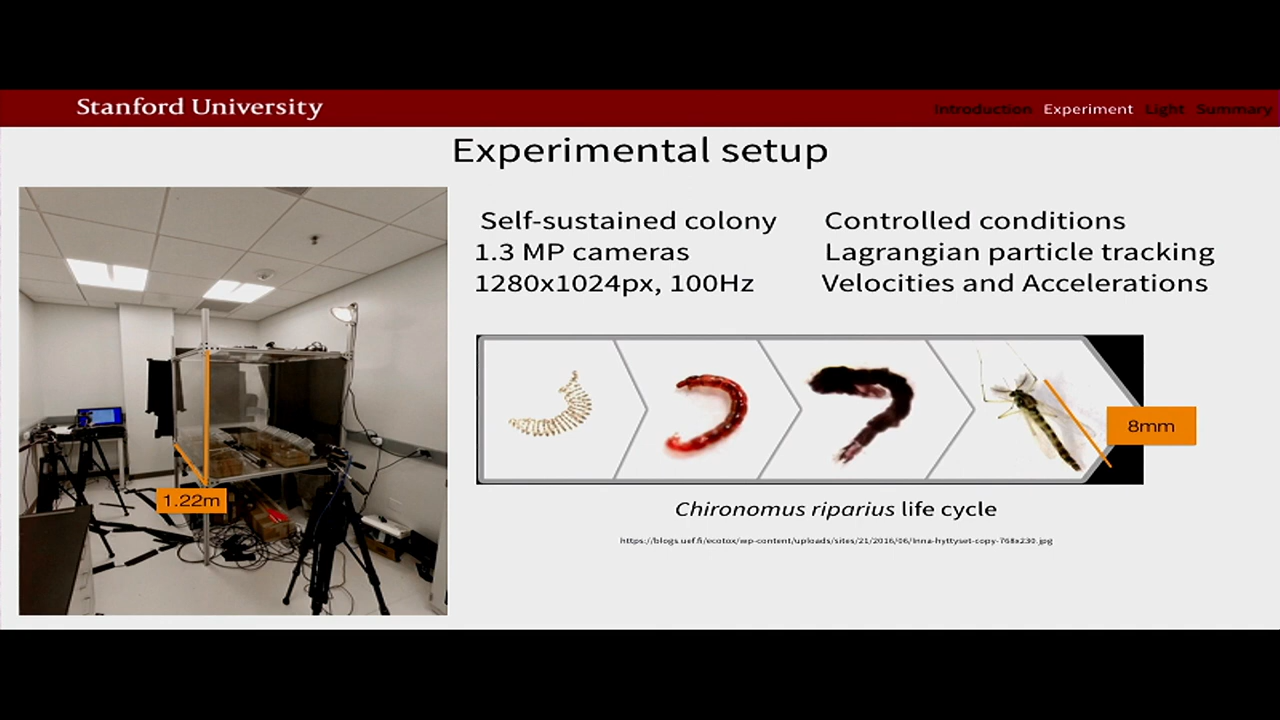 Stanford University
Introduction Experiment Light Summary
Experimental setup
Self-sustained colony
1.3 MP cameras
1280x1024px, 100Hz
Controlled conditions
Lagrangian particle tracking
Velocities and Accelerations
1.22m
8mm
Chironomus riparius life cycle
https://blogs.uef.fi/ecotox/wp-content/uploads/sites/21/2016/06/Inna-hyttyset-copy-768x230.jpg